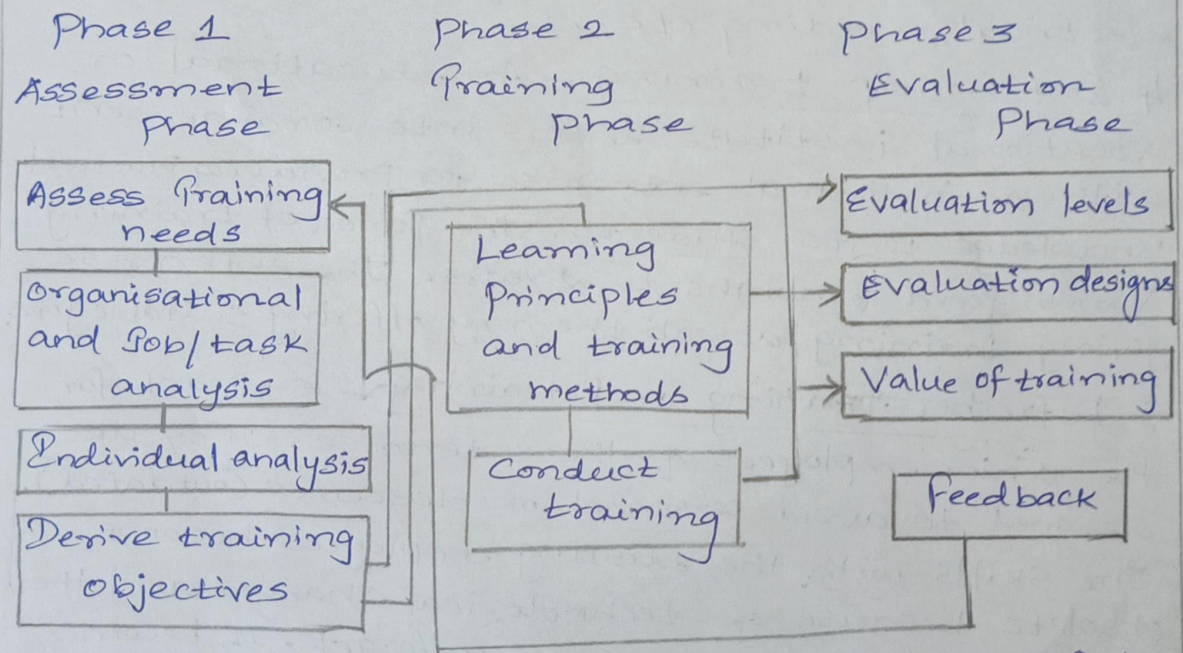 Phase 1
Assessment
Phase
Assess Training
needs
Organisational
and Job/task
analysis
Individual analysis
Derive training
objectives
Phase 2
Training
Phase
Learning
Principles
and training
methods
Conduct
training
Phase 3
Evaluation
Phase
Evaluation levels
Evaluation designs
Value of training
Feedback